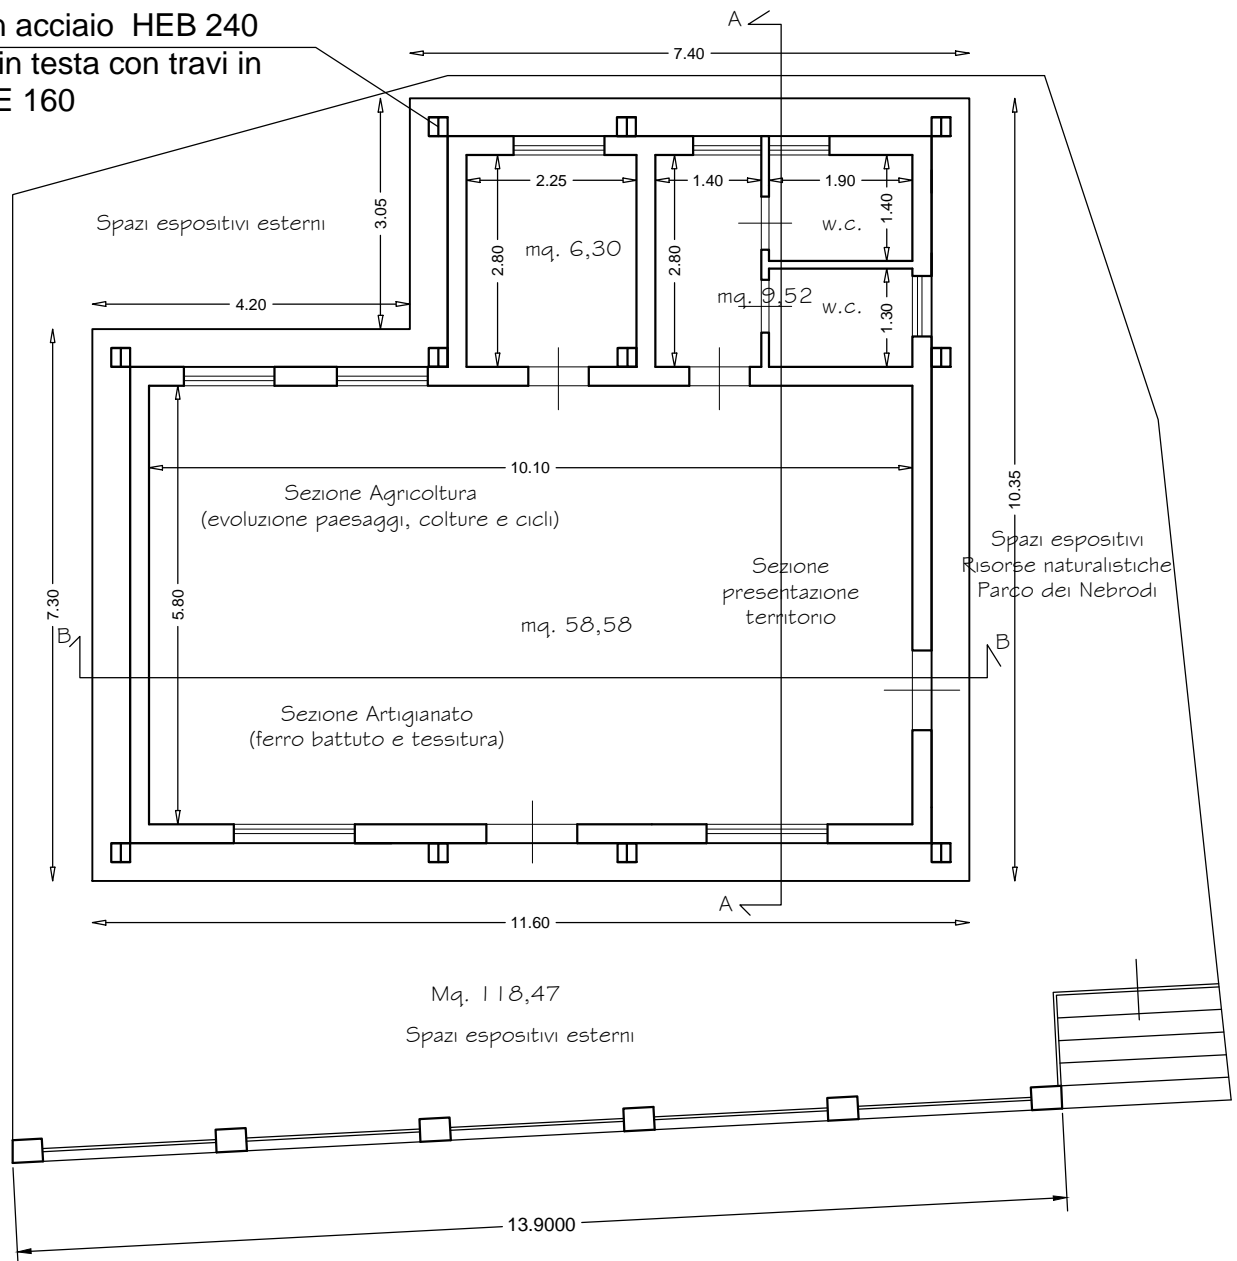 n acciaio HEB 240
in testa con travi in
E 160
A
7.40
3.05
Spazi espositivi esterni
4.20
2.25
2.80
mq. 6,30
1.40
2.80
1.90
1.40
w.c.
mq. 9,52
w.c.
1.30
10.10
Sezione Agricoltura
(evoluzione paesaggi, colture e cicli)
10.35
Spazi espositivi
Risorse naturalistiche
Parco dei Nebrodi
Sezione
presentazione
territorio
7.30
5.80
mq. 58,58
B
B
Sezione Artigianato
(ferro battuto e tessitura)
A
11.60
Mq. 118,47
Spazi espositivi esterni
13.9000